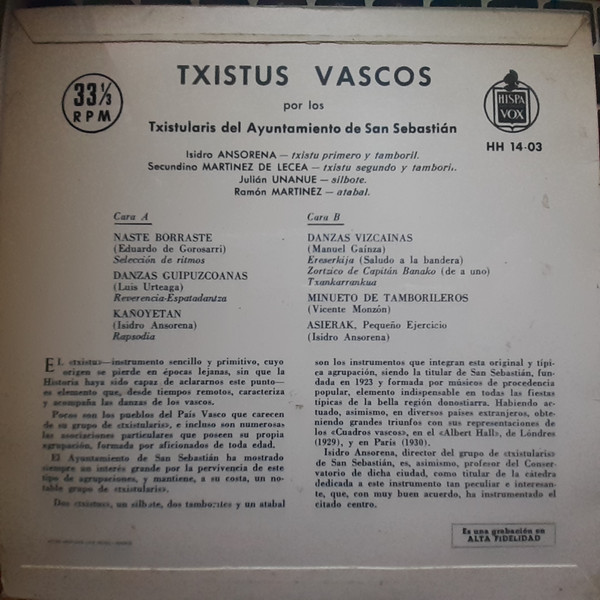 TXISTUS VASCOS
33 1/3
RPM
por los
Txistularis del Ayuntamiento de San Sebastián
HISPA
VOX
HH 14-03
Isidro ANSORENA — txistu primero y tamboril.
Secundino MARTINEZ DE LECEA — txistu segundo y tamboril.
Julián UNANUE — silbote.
Ramón MARTINEZ — atabal.
Cara A
NASTE BORRASTE
(Eduardo de Gorosarri)
Selección de ritmos
DANZAS GUIPUZCOANAS
(Luis Urteaga)
Reverencia-Espatadantza
KAÑOYETAN
(Isidro Ansorena)
Rapsodia
Cara B
DANZAS VIZCAINAS
(Manuel Gainza)
Ereserkija (Saludo a la bandera)
Zortzico de Capitán Banako (de a uno)
Txankarrankua
MINUETO DE TAMBORILEROS
(Vicente Monzón)
ASIERAK, Pequeño Ejercicio
(Isidro Ansorena)
EL «txistu»—instrumento sencillo y primitivo, cuyo
origen se pierde en épocas lejanas, sin que la
Historia haya sido capaz de aclararnos este punto—
es elemento que, desde tiempos remotos, caracteriza
y acompaña las danzas de los vascos.
Pocos son los pueblos del País Vasco que carecen
de su grupo de «txistularis», e incluso son numerosas
las asociaciones particulares que poseen su propia
agrupación, formada por aficionados de toda edad.
El Ayuntamiento de San Sebastián ha mostrado
siempre un interés grande por la pervivencia de este
tipo de agrupaciones, y mantiene, a su costa, un no-
table grupo de «txistularis».
Dos «txistus», un silbote, dos tamboriles y un atabal
son los instrumentos que integran esta original y típi-
ca agrupación, siendo la titular de San Sebastián, fun-
dada en 1923 y formada por músicos de procedencia
popular, elemento indispensable en todas las fiestas
típicas de la bella región donostiarra. Habiendo ac-
tuado, asimismo, en diversos países extranjeros, obte-
niendo grandes triunfos con sus representaciones de
los «Cuadros vascos», en el «Albert Hall», de Lóndres
(1929), y en París (1930).
Isidro Ansorena, director del grupo de «txistularis»
de San Sebastián, es, asimismo, profesor del Conser-
vatorio de dicha ciudad, como titular de la cátedra
dedicada a este instrumento tan peculiar e interesan-
te, que, con muy buen acuerdo, ha instrumentado el
citado centro.
Es una grabación en
ALTA FIDELIDAD